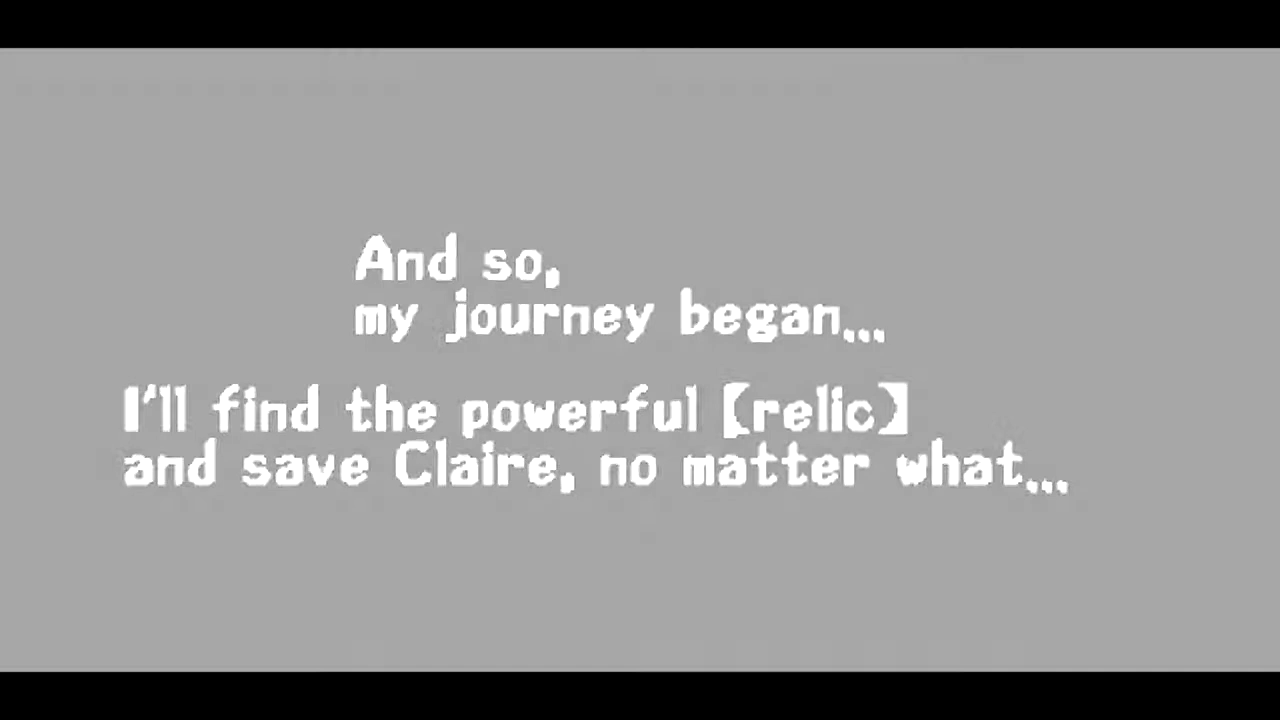 And so,
my journey began...
I'll find the powerful【relic】
and save Claire, no matter what...